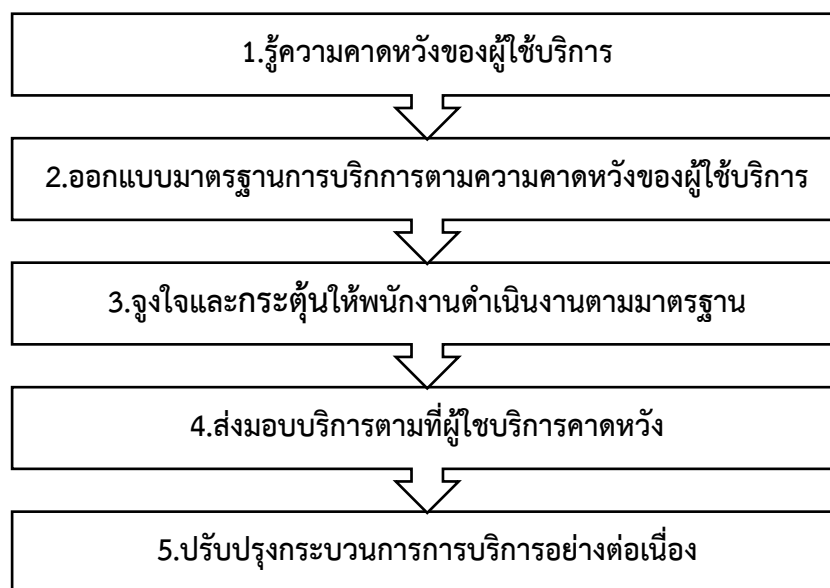 1.รู้ความคาดหวังของผู้ใช้บริการ
2.ออกแบบมาตรฐานการบริกการตามความคาดหวังของผู้ใช้บริการ
3.จูงใจและกระตุ้นให้พนักงานดำเนินงานตามมาตรฐาน
4.ส่งมอบบริการตามที่ผู้ใชบริการคาดหวัง
5.ปรับปรุงกระบวนการการบริการอย่างต่อเนื่อง